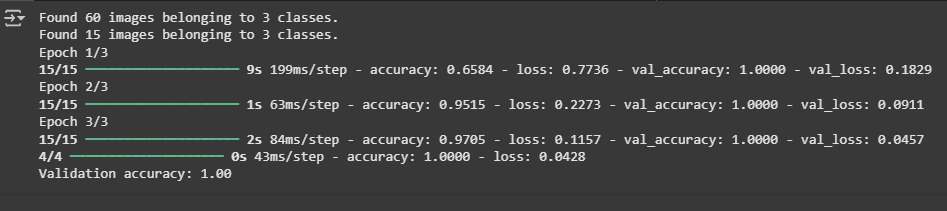 Found 60 images belonging to 3 classes.
Found 15 images belonging to 3 classes.
Epoch 1/3
15/15 ━━━━━━━━━━━━━━━━━━━━ 9s 199ms/step - accuracy: 0.6584 - loss: 0.7736 - val_accuracy: 1.0000 - val_loss: 0.1829
Epoch 2/3
15/15 ━━━━━━━━━━━━━━━━━━━━ 1s 63ms/step - accuracy: 0.9515 - loss: 0.2273 - val_accuracy: 1.0000 - val_loss: 0.0911
Epoch 3/3
15/15 ━━━━━━━━━━━━━━━━━━━━ 2s 84ms/step - accuracy: 0.9705 - loss: 0.1157 - val_accuracy: 1.0000 - val_loss: 0.0457
4/4 ━━━━━━━━━━━━━━━━━━━━ 0s 43ms/step - accuracy: 1.0000 - loss: 0.0428
Validation accuracy: 1.00